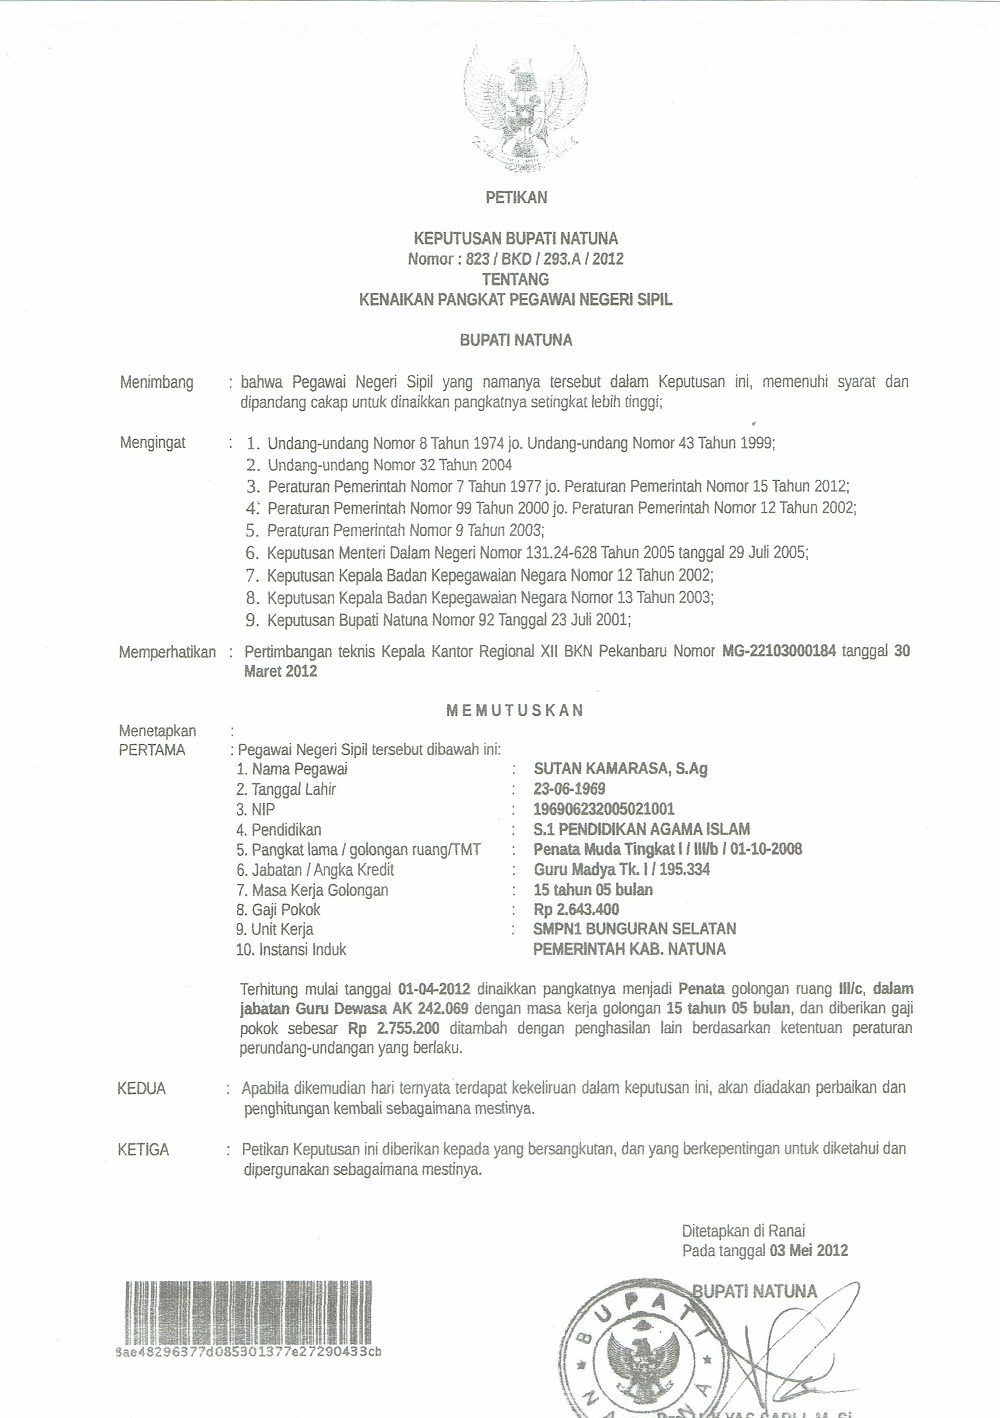 PETIKAN
KEPUTUSAN BUPATI NATUNA
Nomor : 823 / BKD / 293.A / 2012
TENTANG
KENAIKAN PANGKAT PEGAWAI NEGERI SIPIL
BUPATI NATUNA
Menimbang : bahwa Pegawai Negeri Sipil yang namanya tersebut dalam Keputusan ini, memenuhi syarat dan
dipandang cakap untuk dinaikkan pangkatnya setingkat lebih tinggi;
Mengingat : 1. Undang-undang Nomor 8 Tahun 1974 jo. Undang-undang Nomor 43 Tahun 1999;
2. Undang-undang Nomor 32 Tahun 2004
3. Peraturan Pemerintah Nomor 7 Tahun 1977 jo. Peraturan Pemerintah Nomor 15 Tahun 2012;
4. Peraturan Pemerintah Nomor 99 Tahun 2000 jo. Peraturan Pemerintah Nomor 12 Tahun 2002;
5. Peraturan Pemerintah Nomor 9 Tahun 2003;
6. Keputusan Menteri Dalam Negeri Nomor 131.24-628 Tahun 2005 tanggal 29 Juli 2005;
7. Keputusan Kepala Badan Kepegawaian Negara Nomor 12 Tahun 2002;
8. Keputusan Kepala Badan Kepegawaian Negara Nomor 13 Tahun 2003;
9. Keputusan Bupati Natuna Nomor 92 Tanggal 23 Juli 2001;
Memperhatikan : Pertimbangan teknis Kepala Kantor Regional XII BKN Pekanbaru Nomor MG-22103000184 tanggal 30
Maret 2012
M E M U T U S K A N
Menetapkan :
PERTAMA : Pegawai Negeri Sipil tersebut dibawah ini:
1. Nama Pegawai : SUTAN KAMARASA, S.Ag
2. Tanggal Lahir : 23-06-1969
3. NIP : 196906232005021001
4. Pendidikan : S.1 PENDIDIKAN AGAMA ISLAM
5. Pangkat lama / golongan ruang/TMT : Penata Muda Tingkat I / III/b / 01-10-2008
6. Jabatan / Angka Kredit : Guru Madya Tk. I / 195.334
7. Masa Kerja Golongan : 15 tahun 05 bulan
8. Gaji Pokok : Rp 2.643.400
9. Unit Kerja : SMPN1 BUNGURAN SELATAN
10. Instansi Induk PEMERINTAH KAB. NATUNA
Terhitung mulai tanggal 01-04-2012 dinaikkan pangkatnya menjadi Penata golongan ruang III/c, dalam
jabatan Guru Dewasa AK 242.069 dengan masa kerja golongan 15 tahun 05 bulan, dan diberikan gaji
pokok sebesar Rp 2.755.200 ditambah dengan penghasilan lain berdasarkan ketentuan peraturan
perundang-undangan yang berlaku.
KEDUA : Apabila dikemudian hari ternyata terdapat kekeliruan dalam keputusan ini, akan diadakan perbaikan dan
penghitungan kembali sebagaimana mestinya.
KETIGA : Petikan Keputusan ini diberikan kepada yang bersangkutan, dan yang berkepentingan untuk diketahui dan
dipergunakan sebagaimana mestinya.
Ditetapkan di Ranai
Pada tanggal 03 Mei 2012
BUPATI NATUNA
BUPATI
8ae48296377d085301377e27290433cb